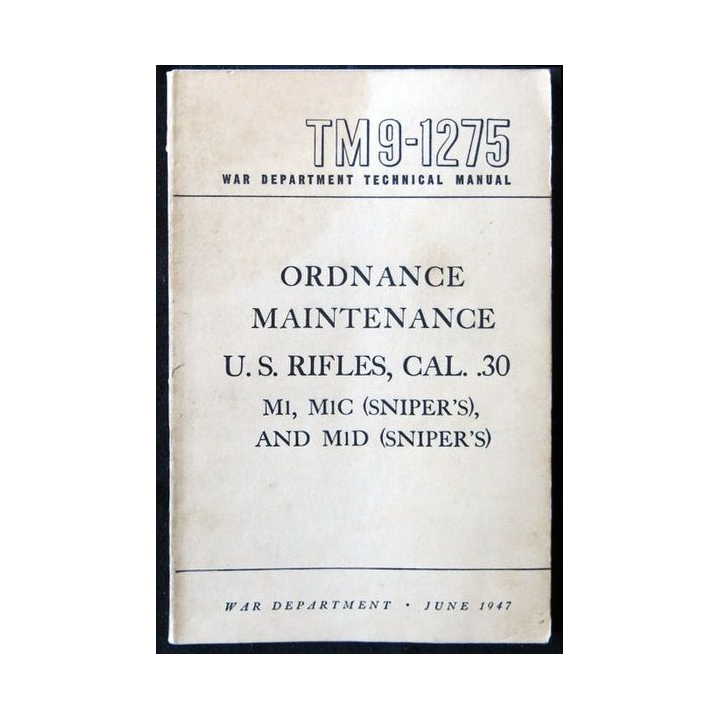 TM 9-1275
WAR DEPARTMENT TECHNICAL MANUAL
ORDNANCE
MAINTENANCE
U. S. RIFLES, CAL. .30
M1, M1C (SNIPER'S),
AND M1D (SNIPER'S)
WAR DEPARTMENT • JUNE 1947